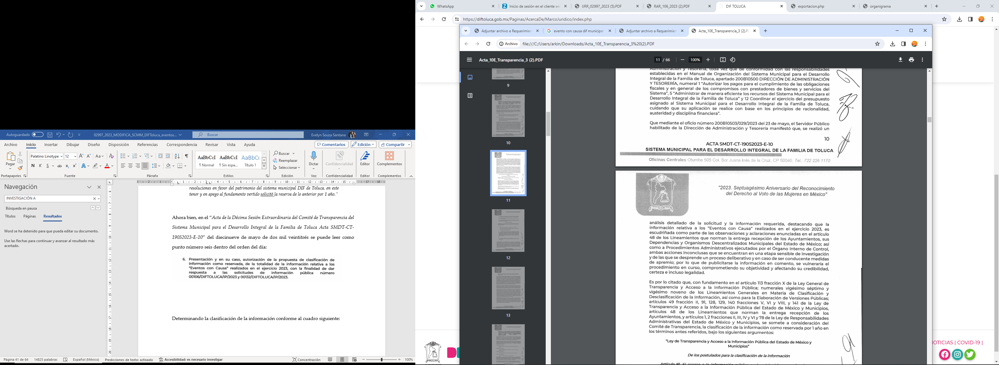 Autoguardado
02997_2023_MODIFICA_SCMM_DIFToluca_eventos...
Buscar
Evelyn Souza Santana
Archivo Inicio Insertar Dibujar Diseño Disposición Referencias Correspondencia Revisar Vista Ayuda
Comentarios Edición Compartir
Pegar
Palatino Linotype 12
N K S ab x₂ x²
AaBbCcI AaBbCcI AaBbCc
¶ Normal ¶ Sin espa... Título 1
Buscar
Reemplazar
Seleccionar
Dictar
Confidencialidad
Editor
Complementos
Portapapeles Fuente Párrafo Estilos Edición Voz Confidencialidad Editor Complementos
Navegación
INVESTIGACIÓN A
Búsqueda en pausa
Títulos Páginas Resultados
Word se ha detenido para que pueda editar su documento.
Use las flechas para continuar y avanzar al resultado más
acertado.
resoluciones en favor del patrimonio del sistema municipal DIF de Toluca, en este
tenor y en apego al fundamento vertido solicitó la reserva de lo anterior por 1 año.”
Ahora bien, en el “Acta de la Décima Sesión Extraordinaria del Comité de Transparencia del
Sistema Municipal para el Desarrollo Integral de la Familia de Toluca Acta SMDT-CT-
19052023-E-10” del diecinueve de mayo de dos mil veintitrés se puede leer como
punto número seis dentro del orden del día:
6. Presentación y en su caso, autorización de la propuesta de clasificación de
información como reservada, de la totalidad de la información relativa a los
“Eventos con Causa” realizados en el ejercicio 2023, con la finalidad de dar
respuesta a las solicitudes de información pública número
00106/DIFTOLUCA/IP/2023 y 00132/DIFTOLUCA/IP/2023.
Determinando la clasificación de la información conforme al cuadro siguiente:
Página 41 de 64 14825 palabras Español (México) Predicciones de texto: activado Accesibilidad: es necesario investigar Concentración 100%
WhatsApp
Inicio de sesión en el cliente we
IJRR_02997_2023 (5).PDF
RAR_106_2023 (2).PDF
DIF TOLUCA
exportacion.php
organigrama
https://diftoluca.gob.mx/Paginas/AcercaDe/MarcoJuridico/index.php
Adjuntar archivo a Requerimien
evento con causa dif municipal
Adjuntar archivo a Requerimien
Acta_10E_Transparencia_3 (2).PD
Archivo file:///C:/Users/arkin/Downloads/Acta_10E_Transparencia_3%20(2).PDF
Acta_10E_Transparencia_3 (2).PDF
11 / 66
100%
9
10
11
12
13
Administración y Tesorería, toda vez que de conformidad con las responsabilidades
establecidas en el Manual de Organización del Sistema Municipal para el Desarrollo
Integral de la Familia de Toluca, apartado 200B10500 DIRECCIÓN DE ADMINISTRACIÓN
Y TESORERÍA, numeral 1 “Autorizar los pagos para el cumplimiento de las obligaciones
fiscales y en general de los compromisos con prestadores de bienes y servicios del
Sistema”, 5 “Administrar de manera eficiente los recursos del Sistema Municipal para el
Desarrollo Integral de la Familia de Toluca” y 12 Coordinar el ejercicio del presupuesto
asignado al Sistema Municipal para el Desarrollo Integral de la Familia de Toluca,
cuidando que su aplicación se realice con base en los principios de racionalidad,
austeridad y disciplina financiera”.
Que mediante el oficio número 200B10503/029/2023 del 23 de mayo, el Servidor Público
habilitado de la Dirección de Administración y Tesorería manifestó que, se realizó un
10
ACTA SMDT-CT-19052023-E-10
SISTEMA MUNICIPAL PARA EL DESARROLLO INTEGRAL DE LA FAMILIA DE TOLUCA
Oficinas Centrales Otumba 505 Col. Sor Juana Inés de la Cruz, CP 50040, Tel.: 722 226 1170
"2023. Septuagésimo Aniversario del Reconocimiento
del Derecho al Voto de las Mujeres en México"
análisis detallado de la solicitud y la información requerida, destacando que la
información relativa a los “Eventos con Causa” realizados en el ejercicio 2023, es
escudriñada como parte de las observaciones y aclaraciones enunciadas en el artículo
48 de los Lineamientos que norman la entrega recepción de los Ayuntamientos, sus
Dependencias y Organismos Descentralizados Municipales del Estado de México; así
como a Procedimientos Administrativos ejecutados por el Órgano Interno de Control,
ambas acciones inconclusas que se encuentran en una etapa sensible de investigación
y de las que se desprende un proceso deliberativo y en caso de ser conducente medidas
de apremio; por lo que de publicitarse la información en comento, se vulneraría el
procedimiento en curso, comprometiendo su objetividad y afectando su credibilidad,
certeza e incluso legalidad.
Es por lo citado que, con fundamento en el artículo 113 fracción X de la Ley General de
Transparencia y Acceso a la Información Pública; numerales vigésimo séptimo y
vigésimo noveno de los Lineamientos Generales en Materia de Clasificación y
Desclasificación de la Información, así como para la Elaboración de Versiones Públicas;
artículos 49 fracción II, 91, 128, 129, 140 fracciones V, VI y VIII, y 141 de la Ley de
Transparencia y Acceso a la Información Pública del Estado de México y Municipios,
artículos 48 de los Lineamientos que norman la entrega recepción de los
Ayuntamientos, y artículos 1, 2 fracciones II, III, IV y VI y 78 de la Ley de Responsabilidades
Administrativas del Estado de México y Municipios, se somete a consideración del
Comité de Transparencia, la clasificación de la información como reservada por 1 año en
los términos antes referidos, bajo los siguientes argumentos:
“Ley de Transparencia y Acceso a la Información Pública del Estado de México y
Municipios”
De los postulados para la clasificación de la información
OTICIAS | COVID-19 |